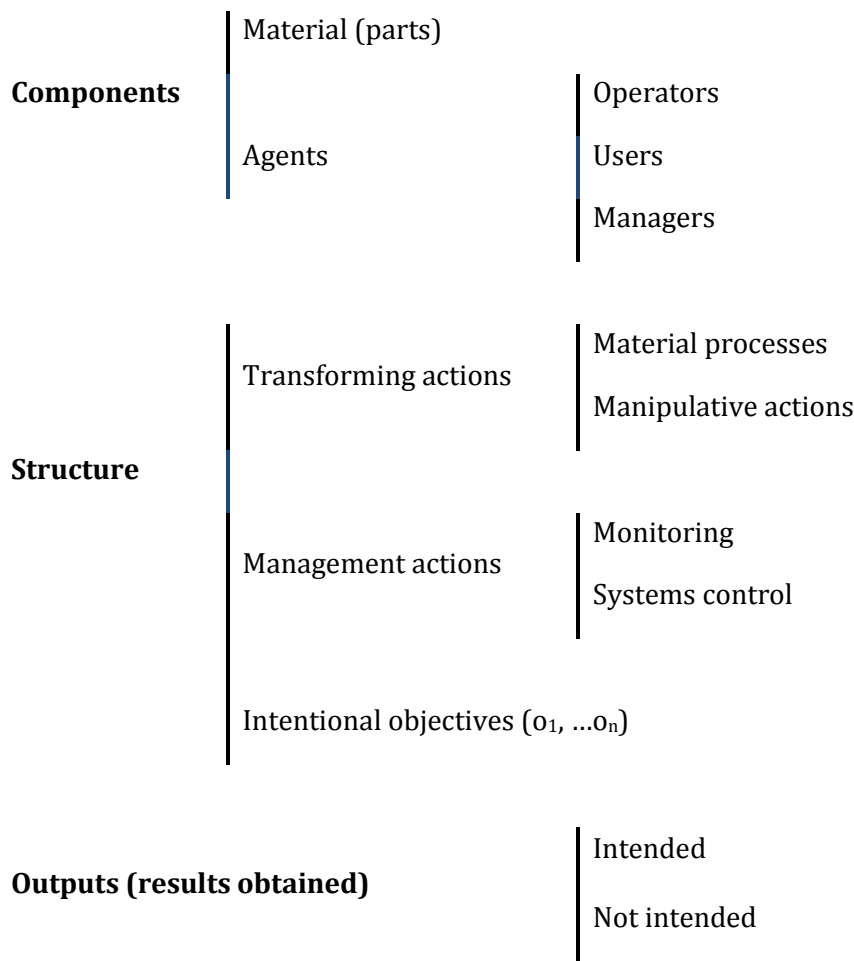 Material (parts)
Components
Operators
Agents
Users
Managers
Material processes
Transforming actions
Manipulative actions
Structure
Monitoring
Management actions
Systems control
Intentional objectives (o₁, …oₙ)
Intended
Outputs (results obtained)
Not intended